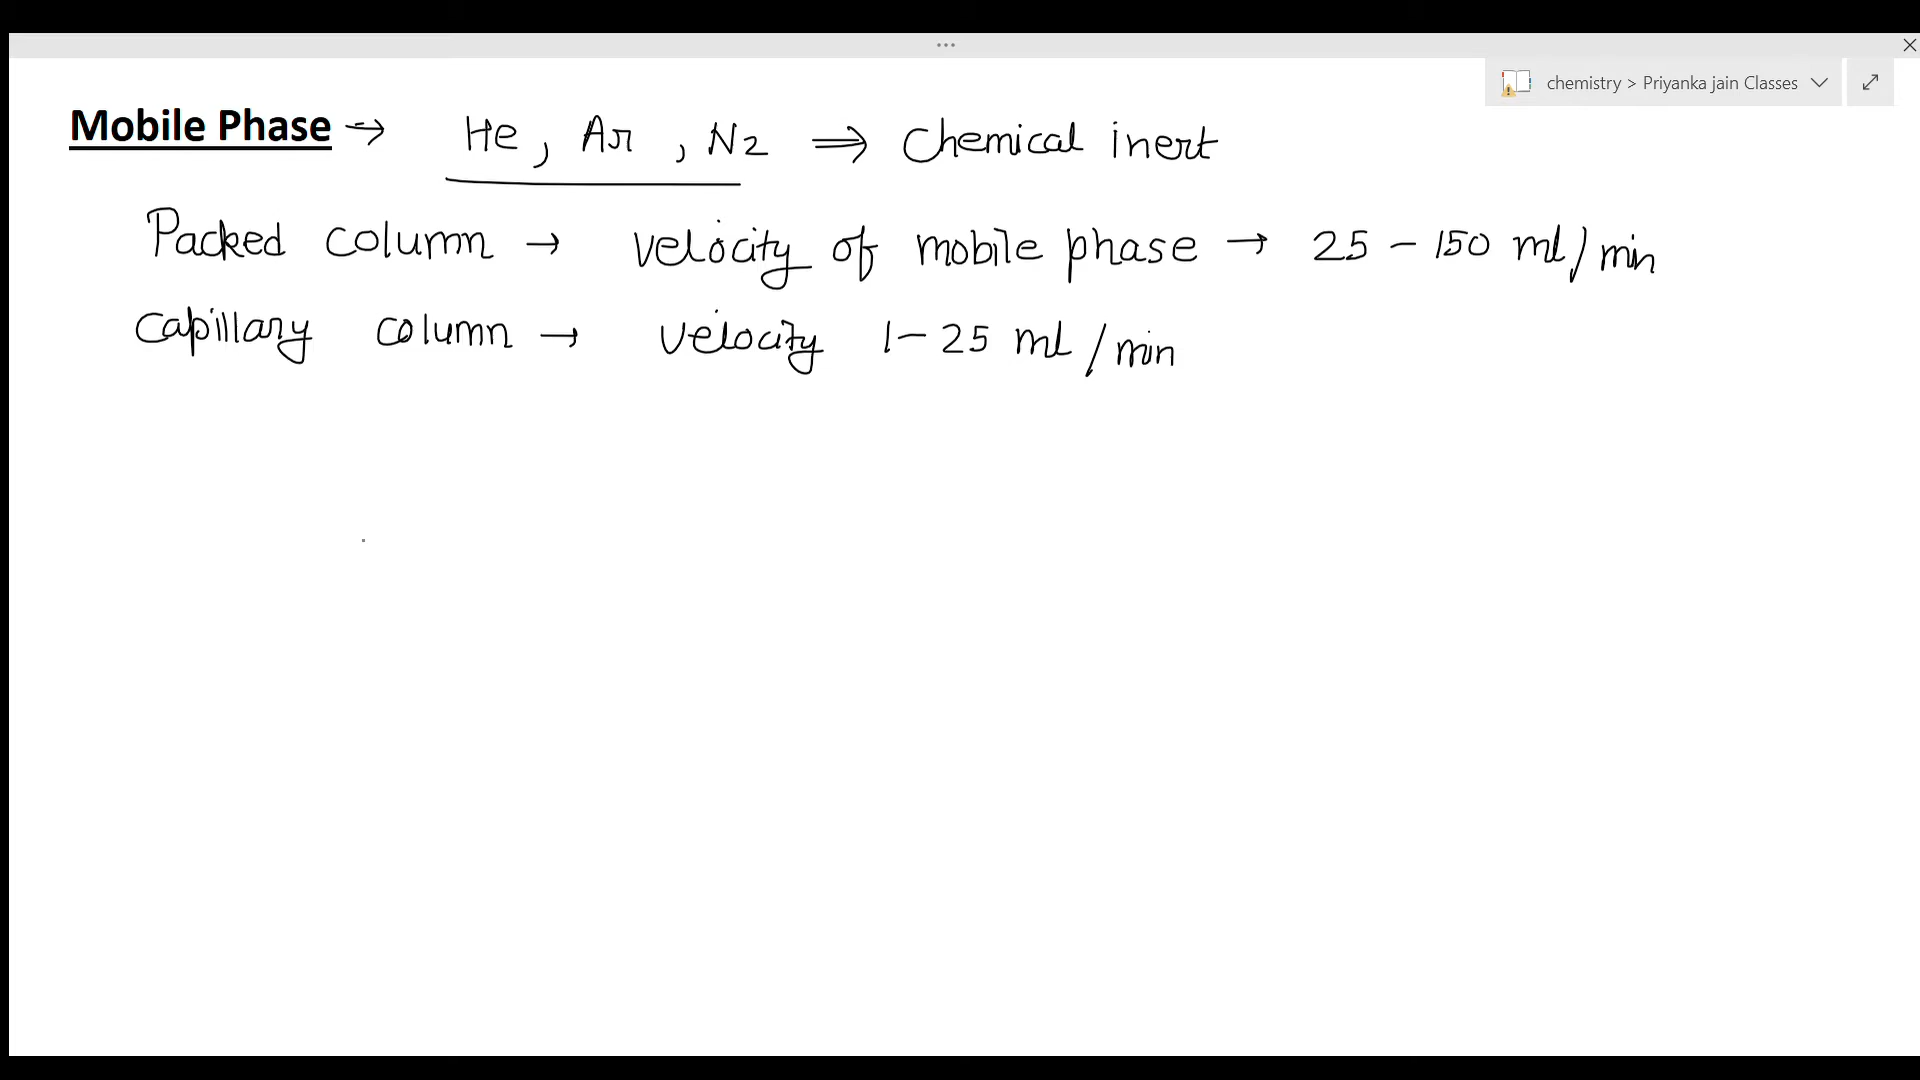 chemistry > Priyanka jain Classes
Mobile Phase → He, Ar, N2 ⇒ Chemical inert
Packed column → velocity of mobile phase → 25 - 150 ml/min
Capillary column → velocity 1-25 ml/min